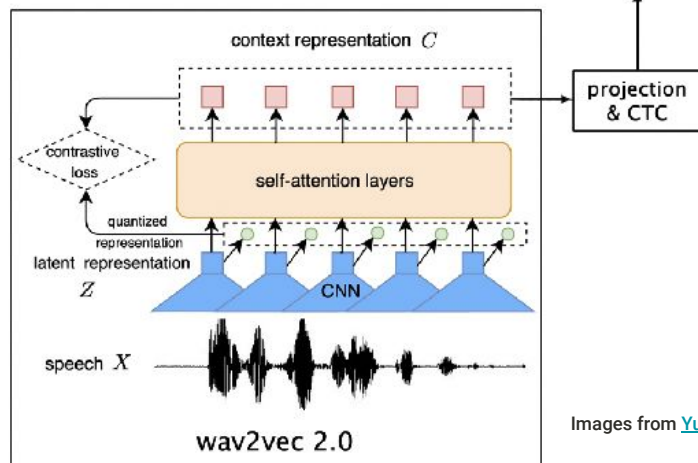 context representation C
projection
& CTC
contrastive
loss
self-attention layers
quantized
representation
latent representation
Z
CNN
speech X
Images from Yu
wav2vec 2.0